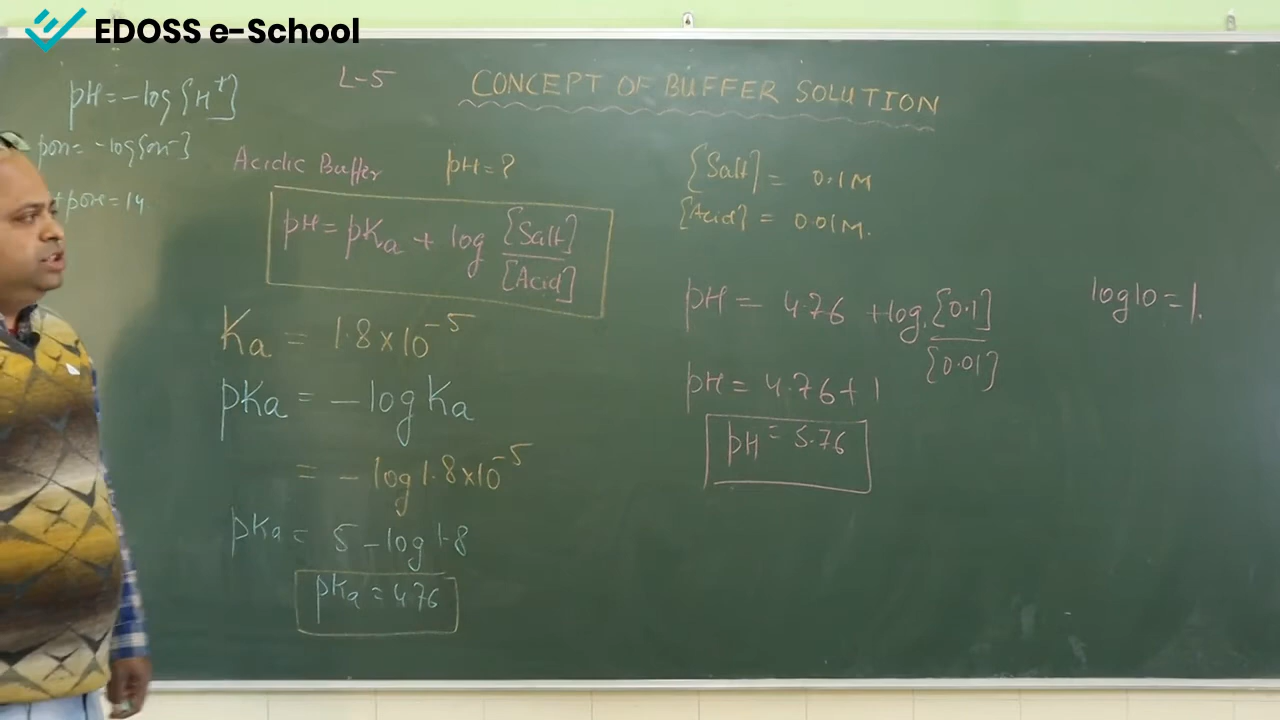 EDOSS e-School
L-5
CONCEPT OF BUFFER SOLUTION
pH = -log[H⁺]
pOH = -log[OH⁻]
+ pOH = 14
Acidic Buffer pH = ?
pH = pKa + log [Salt]/[Acid]
Ka = 1.8×10⁻⁵
pKa = -log Ka
= -log 1.8×10⁻⁵
pKa = 5 - log 1.8
pKa = 4.76
[Salt] = 0.1M
[Acid] = 0.01M.
pH = 4.76 + log [0.1]/[0.01]
log 10 = 1.
pH = 4.76 + 1
pH = 5.76